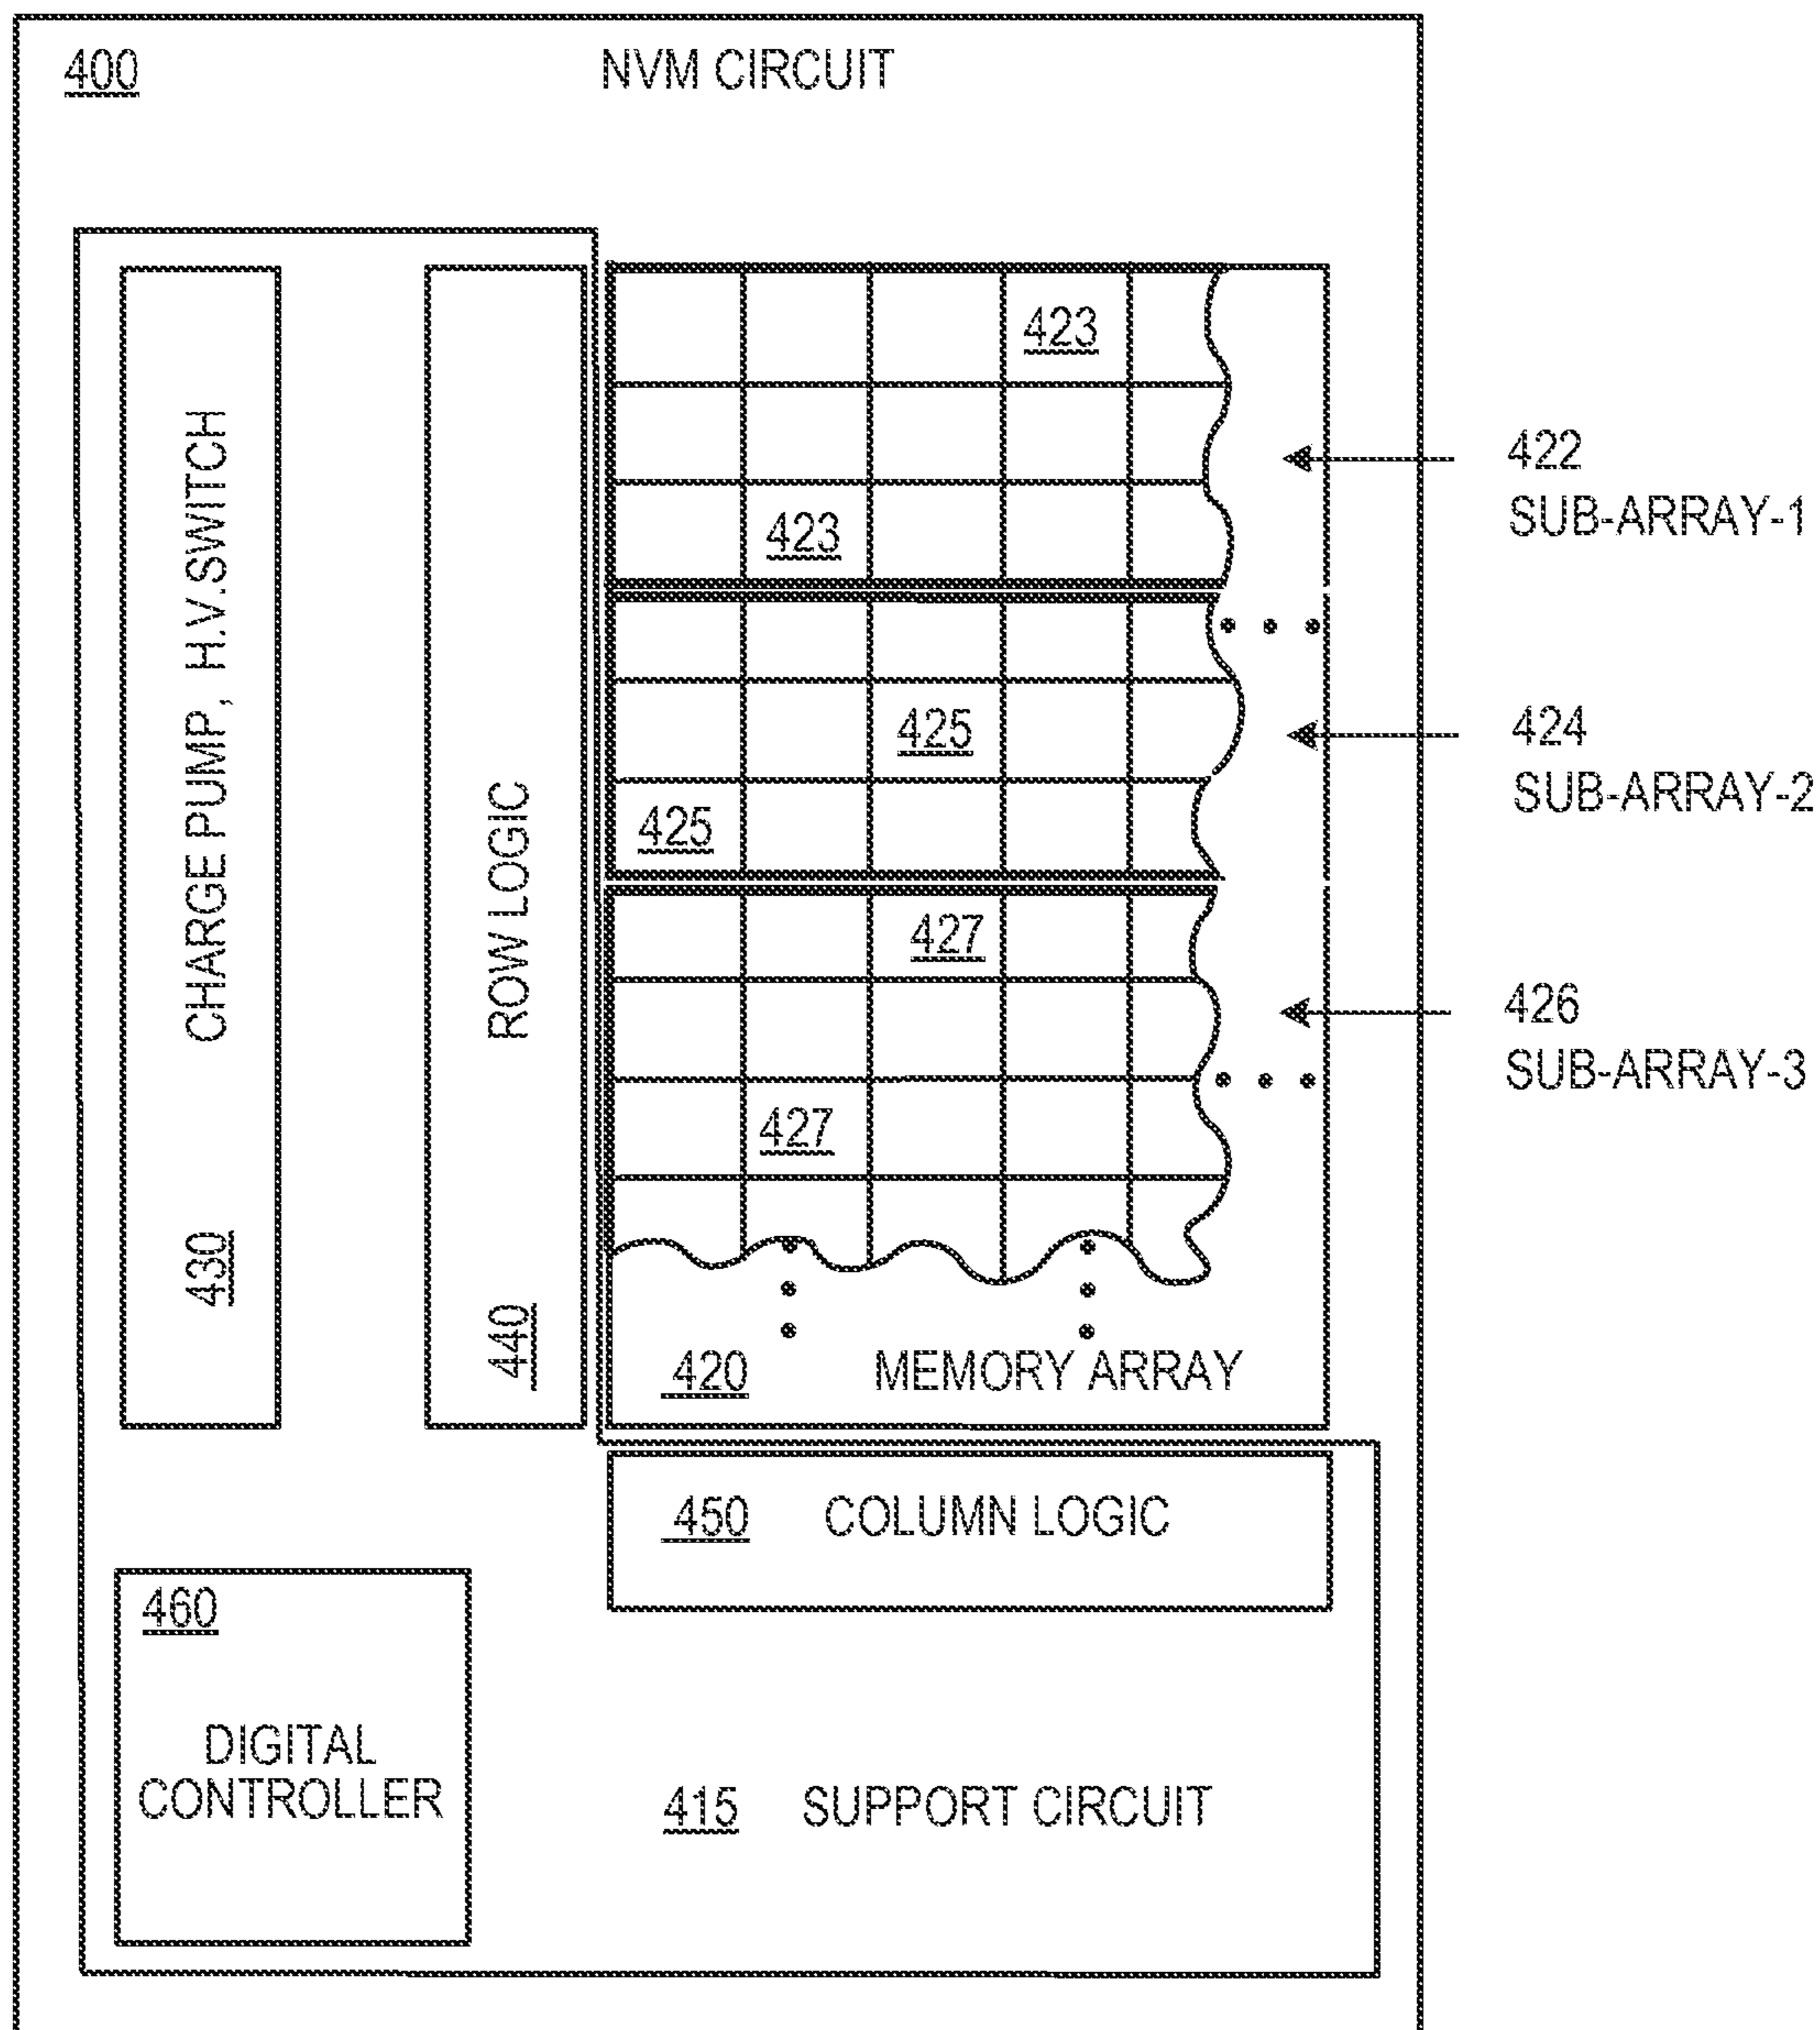 400 NVM CIRCUIT
423
422
SUB-ARRAY-1
423
425
424
SUB-ARRAY-2
425
427
426
SUB-ARRAY-3
427
CHARGE PUMP, H.V.SWITCH
430
ROW LOGIC
440
420 MEMORY ARRAY
450 COLUMN LOGIC
460
DIGITAL
CONTROLLER
415 SUPPORT CIRCUIT